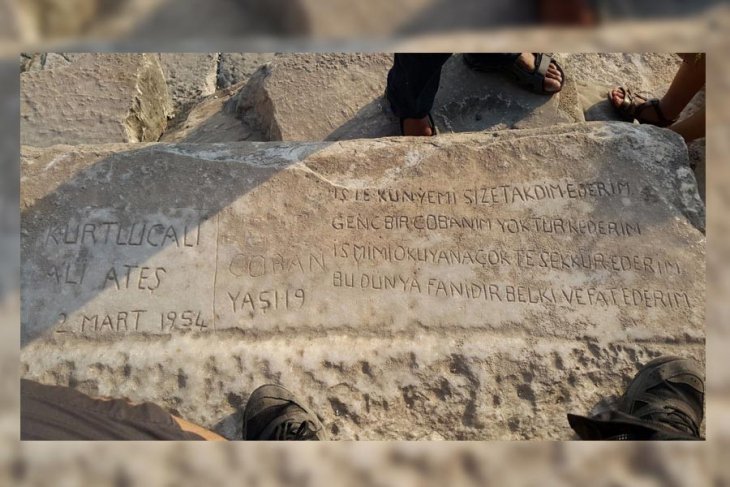 KURTLUCALI
ALİ ATEŞ
2 MART 1954
ÇOBAN
YAŞI 19
İŞTE KÜNYEMİ SİZE TAKDİM EDERİM
GENÇ BİR ÇOBANIM YOKTUR KEDERİM
İSMİMİ OKUYANA ÇOK TEŞEKKÜR EDERİM
BU DÜNYA FANİDİR BELKİ VEFAT EDERİM